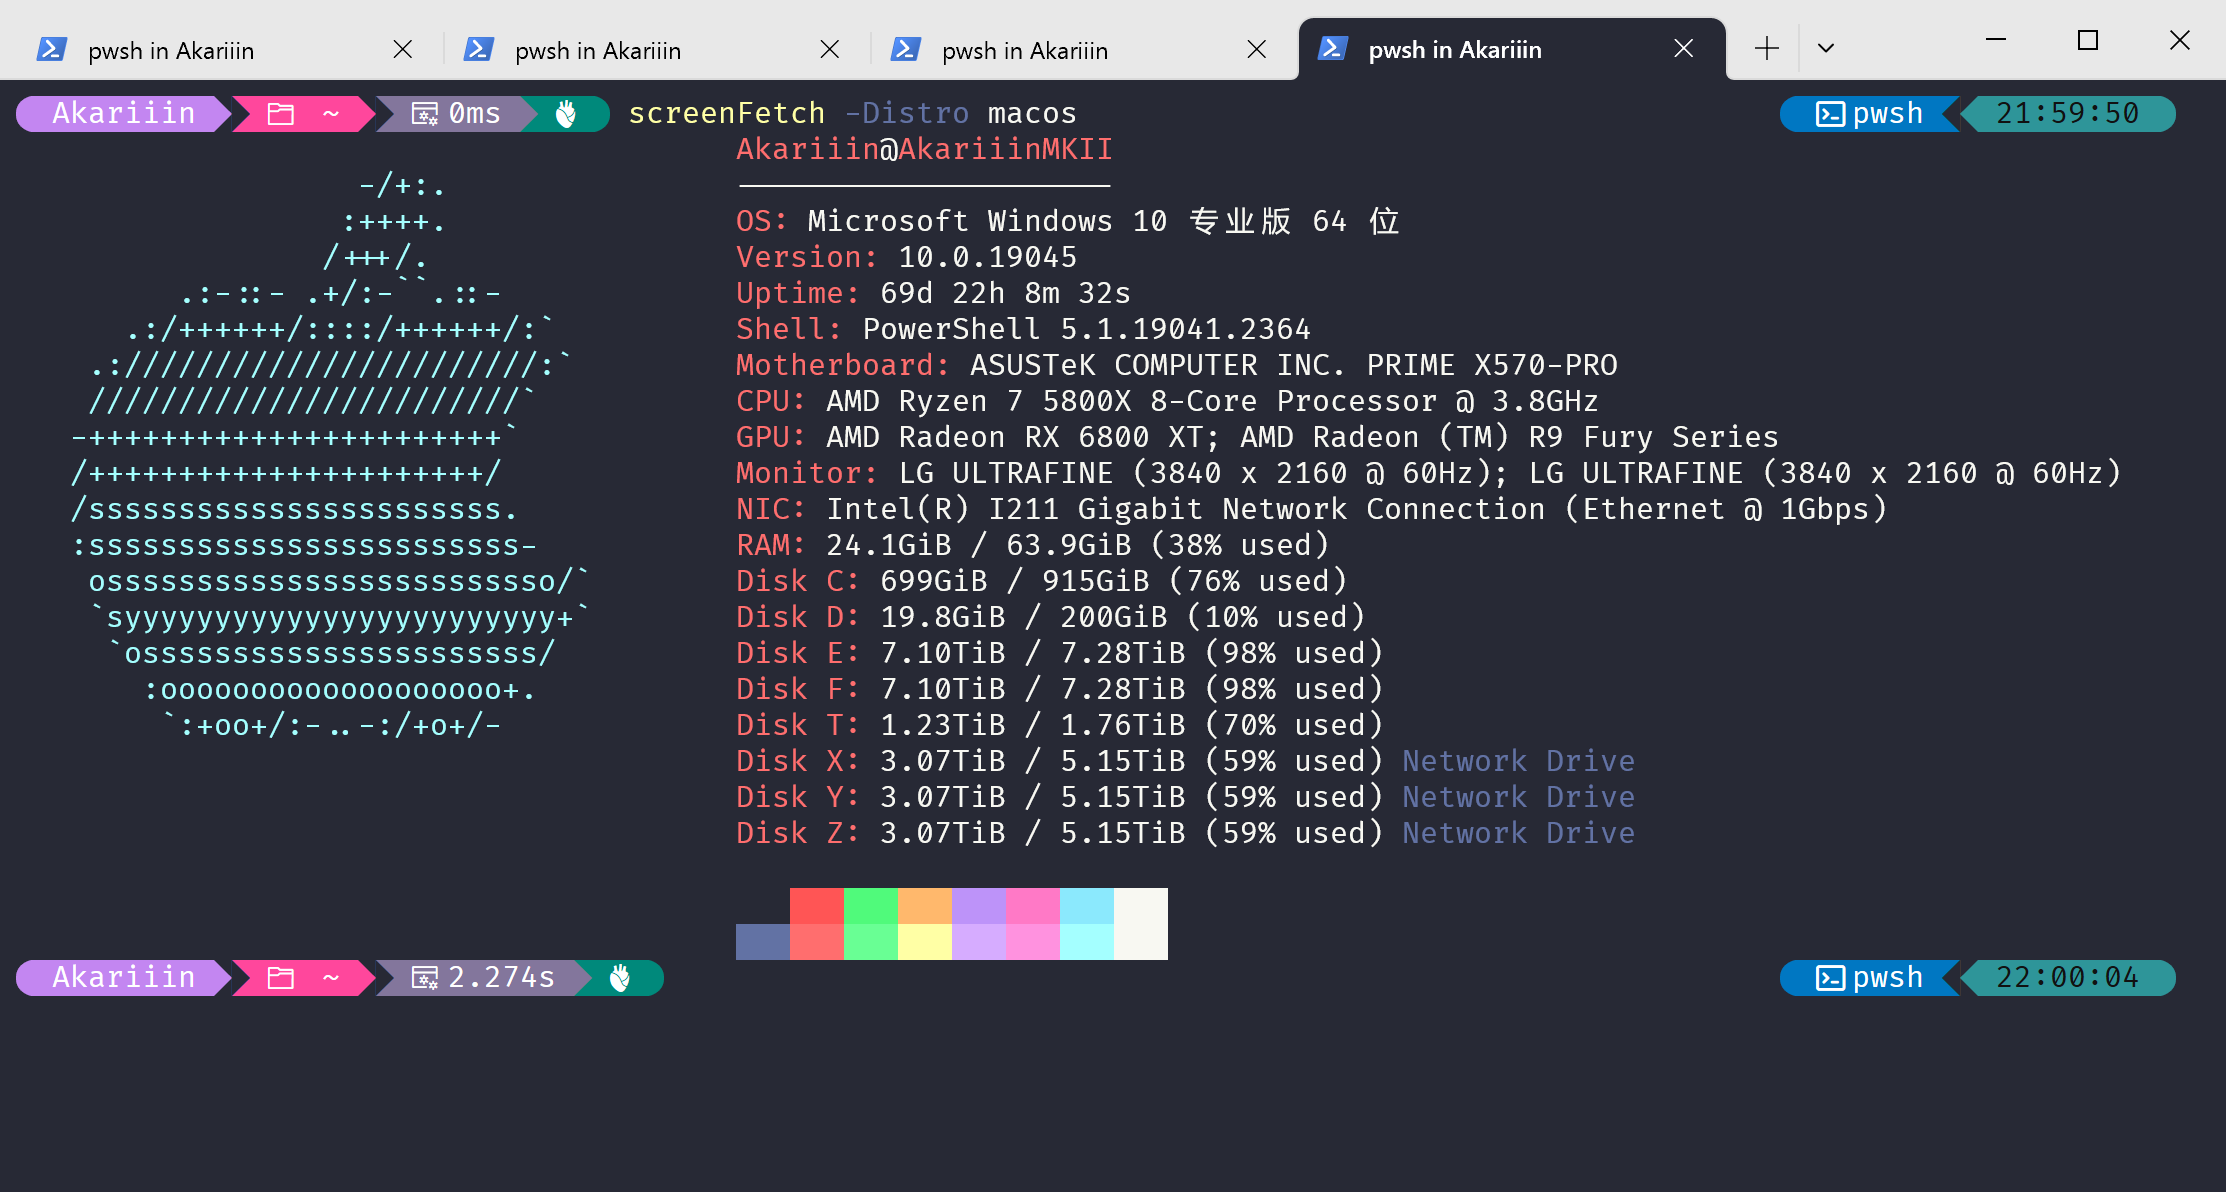 pwsh in Akariiin
pwsh in Akariiin
pwsh in Akariiin
pwsh in Akariiin
Akariiin ~ 0ms screenFetch -Distro macos pwsh 21:59:50
Akariiin@AkariiinMKII
-/+:.
:++++.
OS: Microsoft Windows 10 专业版 64 位
/+++/.
Version: 10.0.19045
.:-::- .+/:-``.::-
Uptime: 69d 22h 8m 32s
.:/++++++/::::/++++++/:`
Shell: PowerShell 5.1.19041.2364
.:///////////////////////:`
Motherboard: ASUSTeK COMPUTER INC. PRIME X570-PRO
////////////////////////`
CPU: AMD Ryzen 7 5800X 8-Core Processor @ 3.8GHz
-+++++++++++++++++++++++`
GPU: AMD Radeon RX 6800 XT; AMD Radeon (TM) R9 Fury Series
/++++++++++++++++++++++/
Monitor: LG ULTRAFINE (3840 x 2160 @ 60Hz); LG ULTRAFINE (3840 x 2160 @ 60Hz)
/sssssssssssssssssssssss.
NIC: Intel(R) I211 Gigabit Network Connection (Ethernet @ 1Gbps)
:ssssssssssssssssssssssss-
RAM: 24.1GiB / 63.9GiB (38% used)
osssssssssssssssssssssssso/`
Disk C: 699GiB / 915GiB (76% used)
`syyyyyyyyyyyyyyyyyyyyyyyy+`
Disk D: 19.8GiB / 200GiB (10% used)
`ossssssssssssssssssssss/
Disk E: 7.10TiB / 7.28TiB (98% used)
:ooooooooooooooooooo+.
Disk F: 7.10TiB / 7.28TiB (98% used)
`:+oo+/:-..-:/+o+/-
Disk T: 1.23TiB / 1.76TiB (70% used)
Disk X: 3.07TiB / 5.15TiB (59% used) Network Drive
Disk Y: 3.07TiB / 5.15TiB (59% used) Network Drive
Disk Z: 3.07TiB / 5.15TiB (59% used) Network Drive
Akariiin ~ 2.274s pwsh 22:00:04